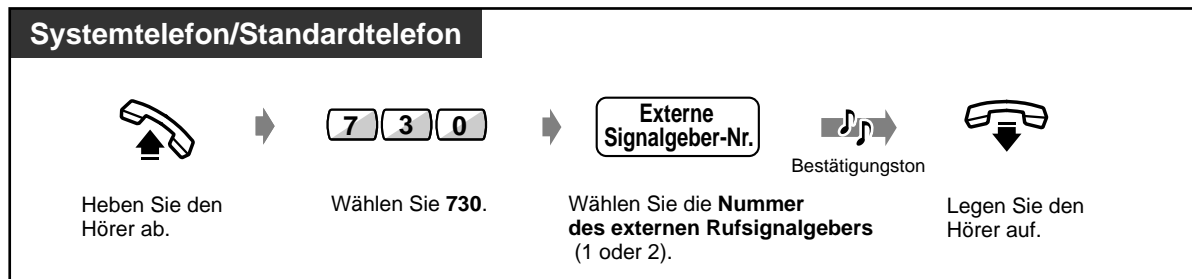 Systemtelefon/Standardtelefon
7 3 0
Externe
Signalgeber-Nr.
Bestätigungston
Heben Sie den
Hörer ab.
Wählen Sie 730.
Wählen Sie die Nummer
des externen Rufsignalgebers
(1 oder 2).
Legen Sie den
Hörer auf.